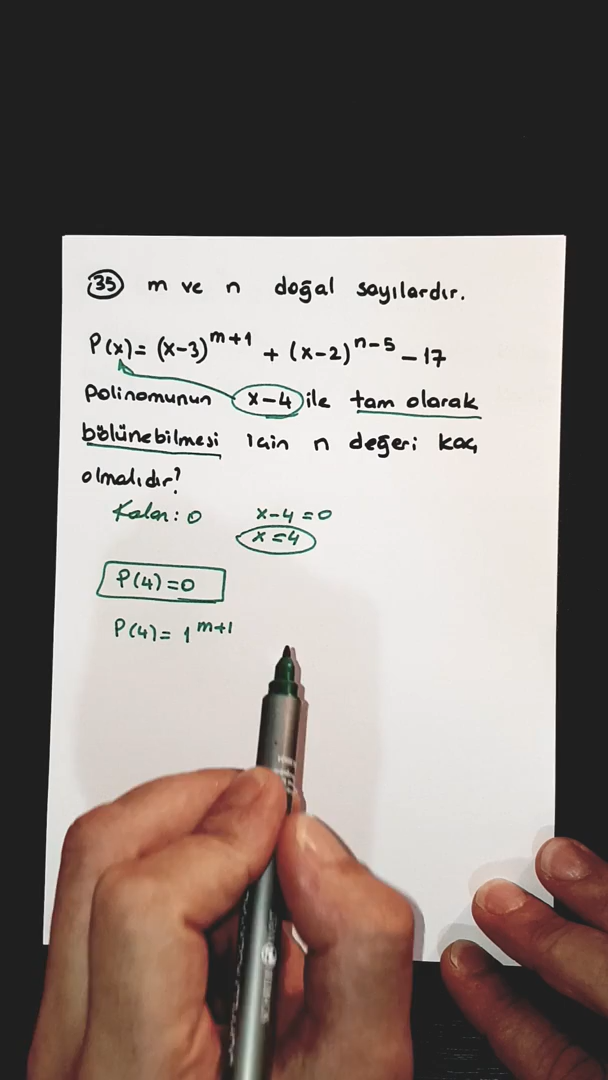 35 m ve n doğal sayılardır.
P(x)= (x-3)^m+1 + (x-2)^n-5 - 17
polinomunun x-4 ile tam olarak
bölünebilmesi için n değeri kaç
olmalıdır?
Kalan: 0 x-4 = 0
x = 4
P(4) = 0
P(4) = 1^m+1